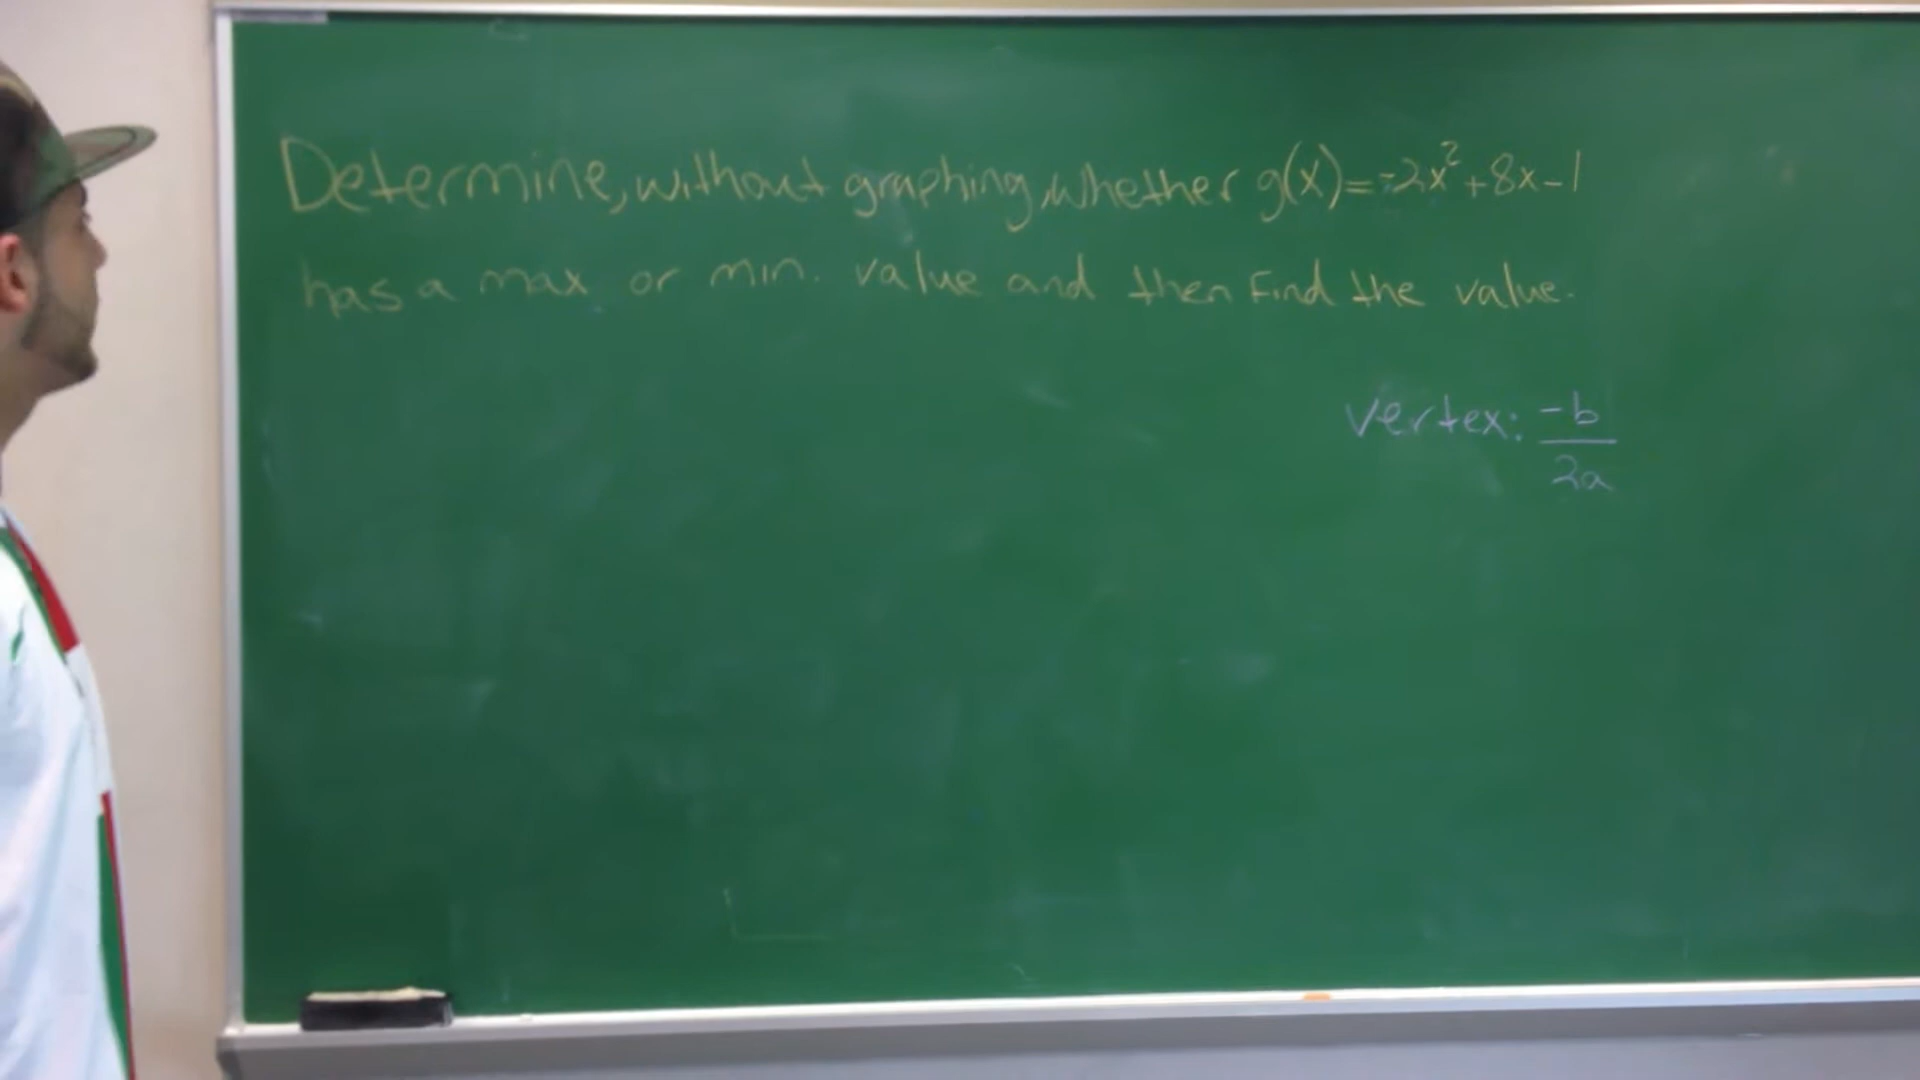 Determine, without graphing, whether g(x)=-2x²+8x-1
has a max or min. value and then find the value.
vertex: -b
2a